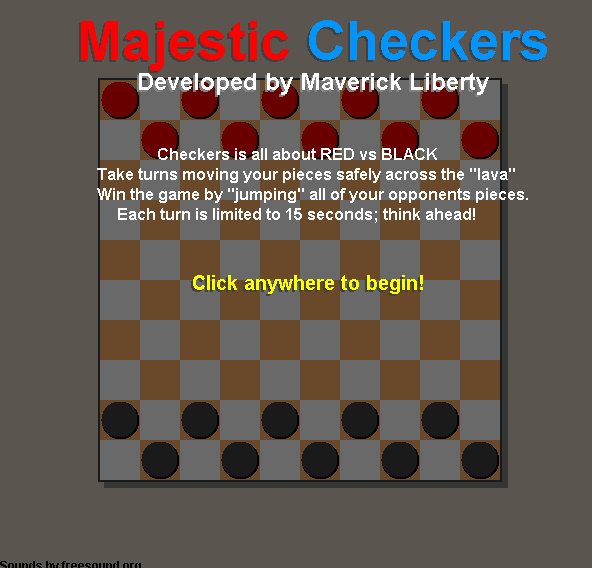 Majestic Checkers
Developed by Maverick Liberty
Checkers is all about RED vs BLACK
Take turns moving your pieces safely across the "lava"
Win the game by "jumping" all of your opponents pieces.
Each turn is limited to 15 seconds; think ahead!
Click anywhere to begin!
Sounds by freesound.org